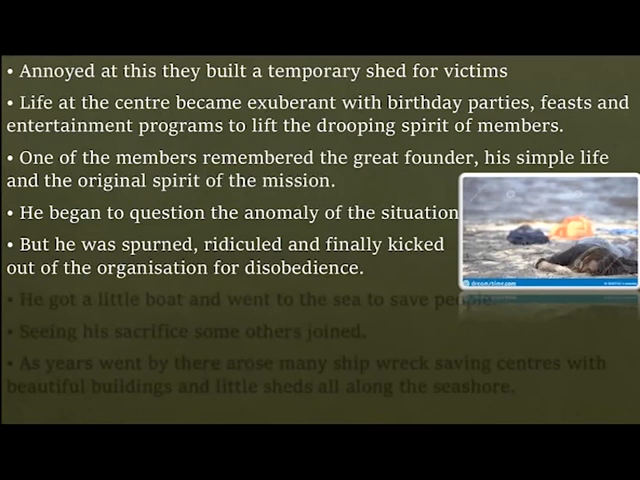 • Annoyed at this they built a temporary shed for victims
• Life at the centre became exuberant with birthday parties, feasts and
entertainment programs to lift the drooping spirit of members.
• One of the members remembered the great founder, his simple life
and the original spirit of the mission.
• He began to question the anomaly of the situation
• But he was spurned, ridiculed and finally kicked
out of the organisation for disobedience.
• He got a little boat and went to the sea to save people.
• Seeing his sacrifice some others joined.
• As years went by there arose many ship wreck saving centres with
beautiful buildings and little sheds all along the seashore.
dreamstime.com